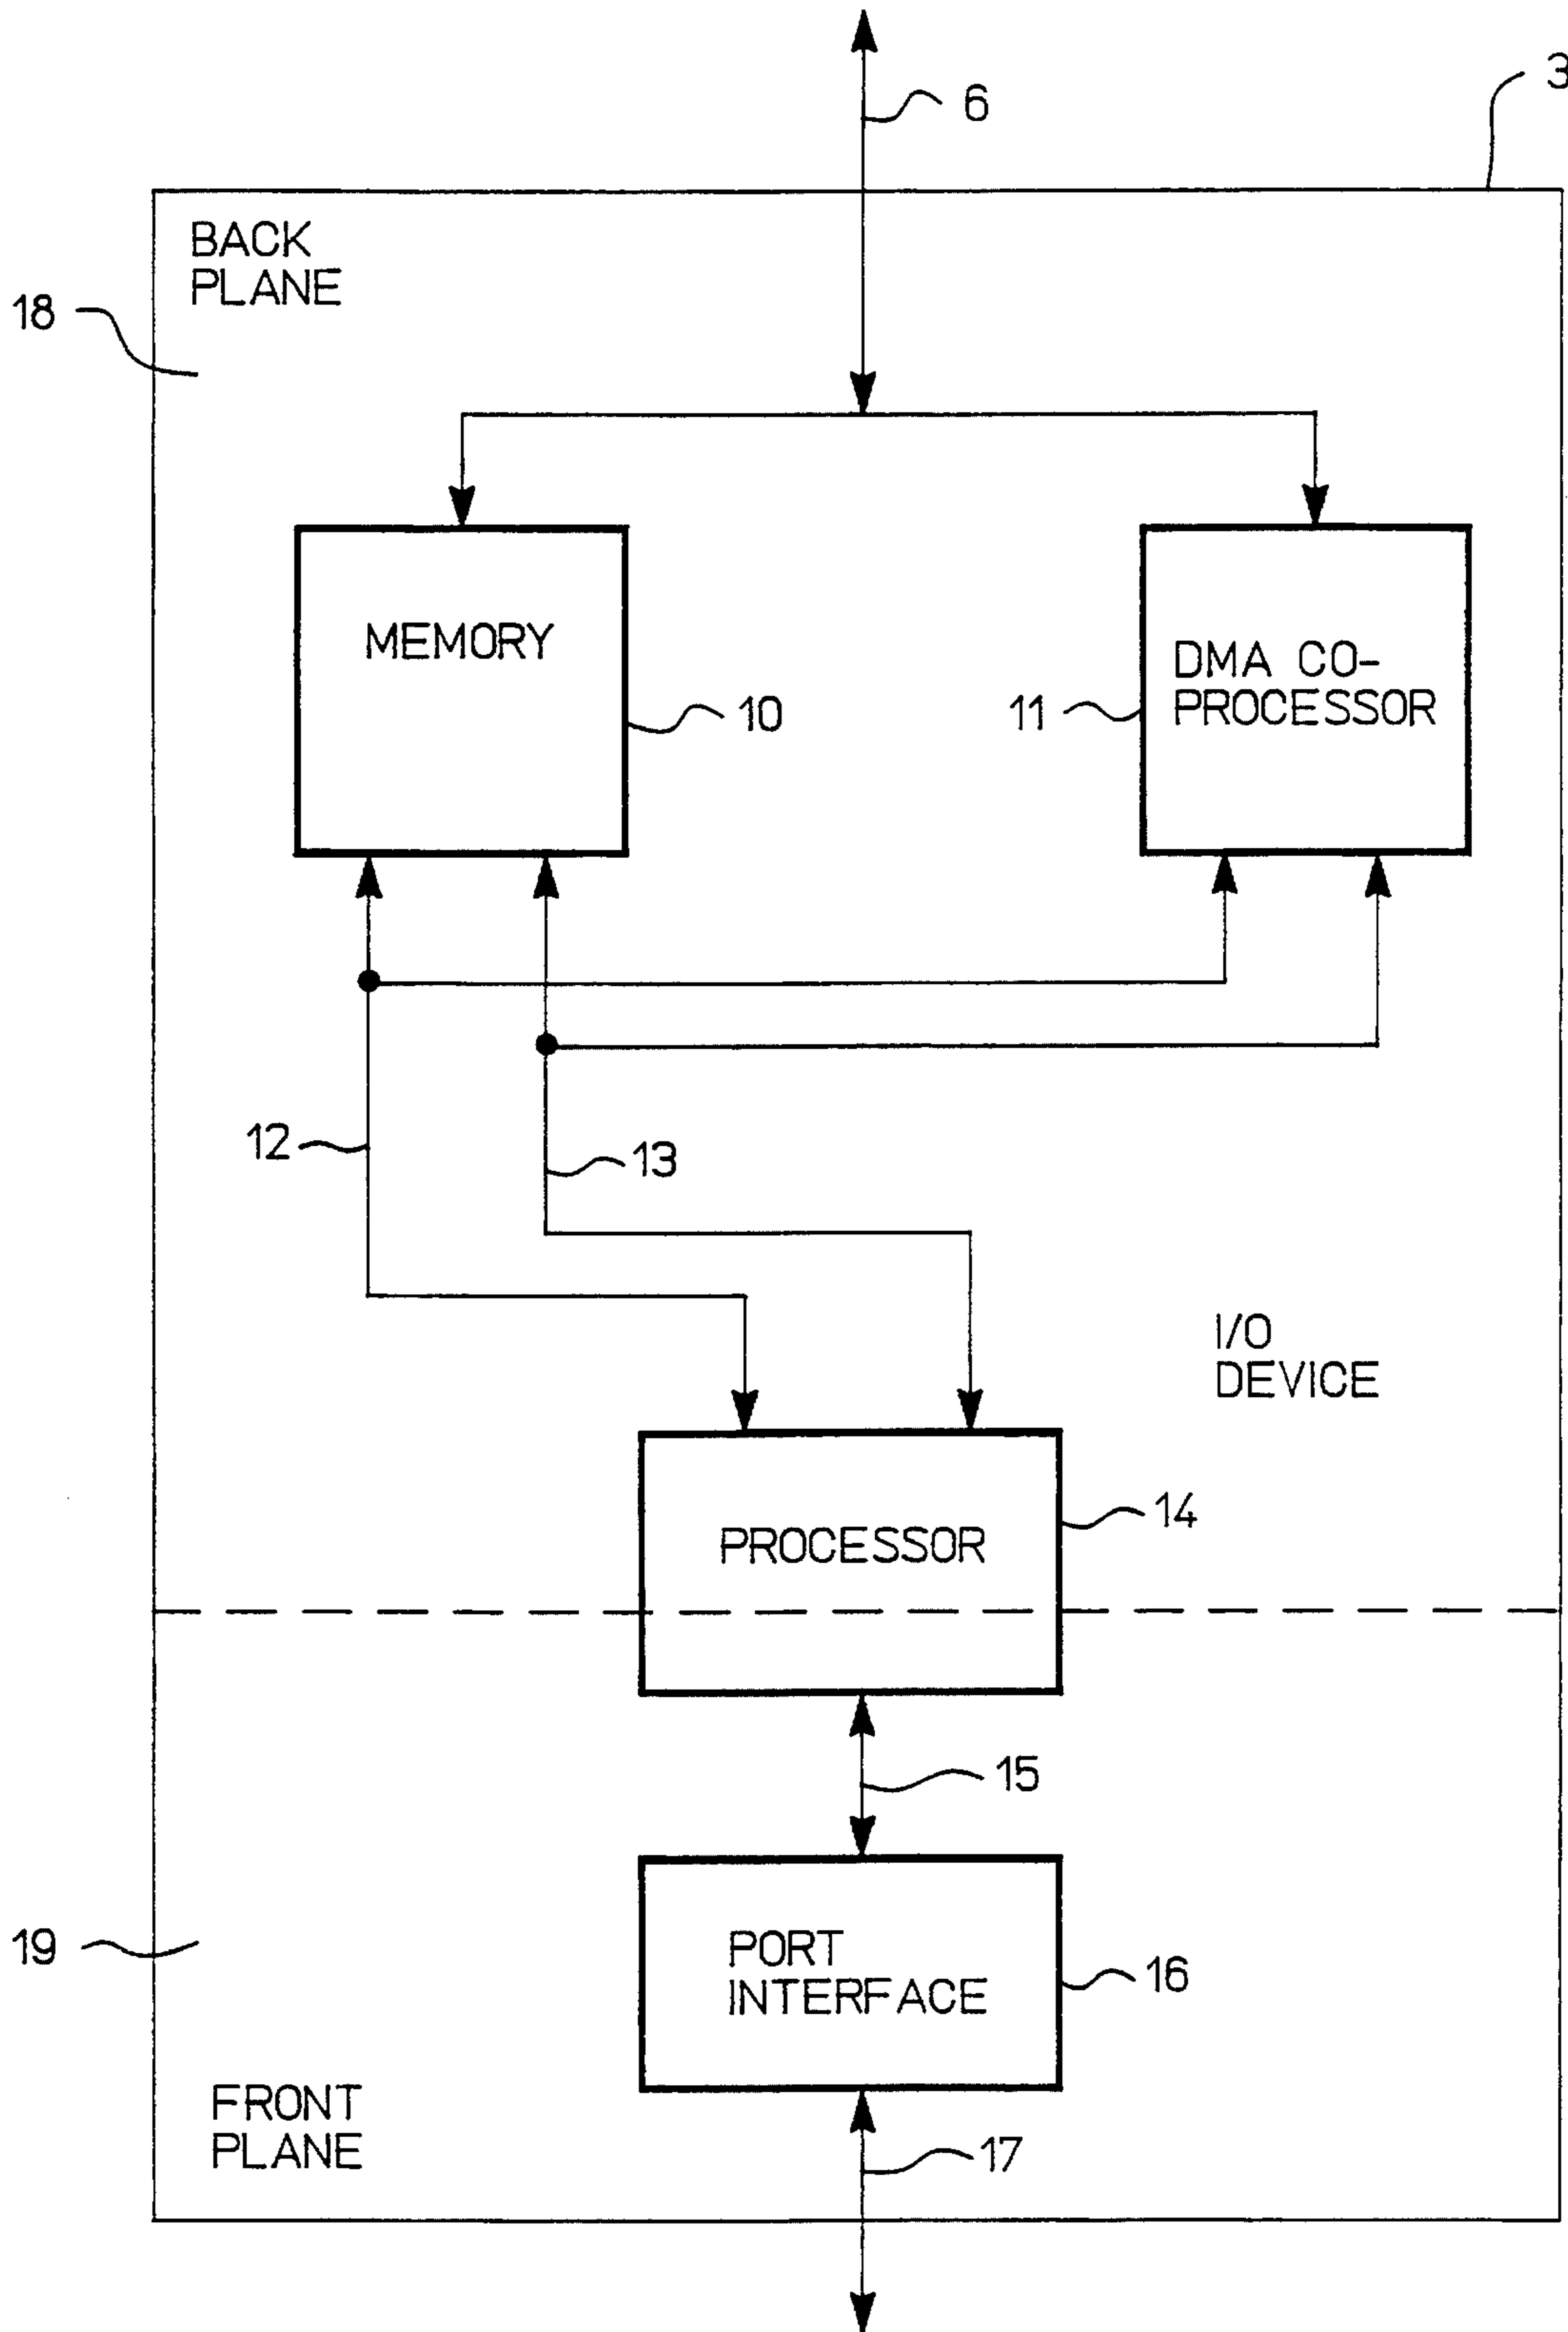 6
3
BACK
PLANE
18
MEMORY
10
11
DMA CO-
PROCESSOR
12
13
I/O
DEVICE
14
PROCESSOR
15
19
PORT
INTERFACE
16
FRONT
PLANE
17